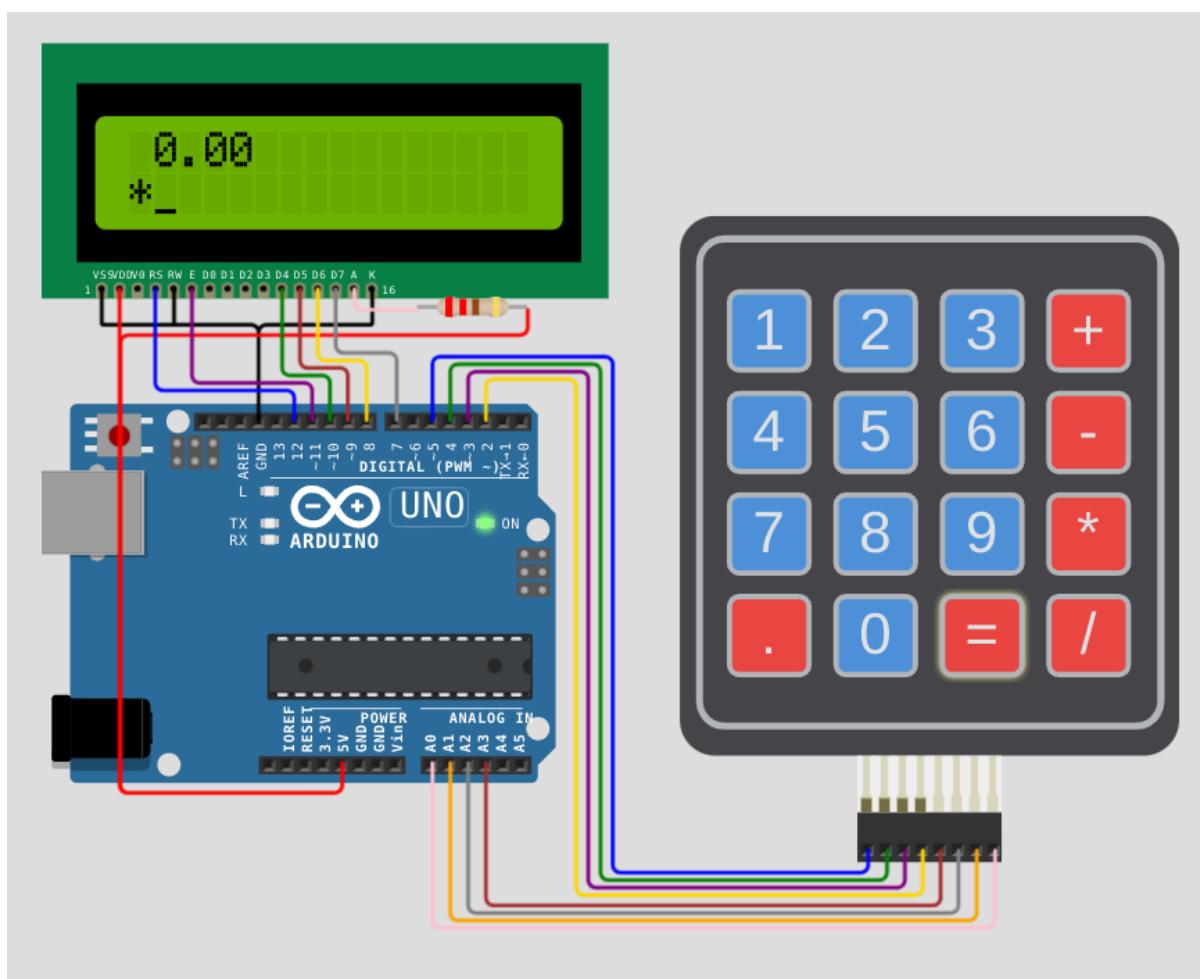 0.00
*_
VSS VDD V0 RS RW E D0 D1 D2 D3 D4 D5 D6 D7 A K
1 16
1 2 3 +
4 5 6 -
7 8 9 *
. 0 = /
AREF GND 13 12 ~11 ~10 ~9 8 7 ~6 ~5 4 ~3 2 TX→1 RX←0
DIGITAL (PWM ~)
L
UNO
TX
RX
ON
ARDUINO
POWER
ANALOG IN
IOREF RESET 3.3V 5V GND GND Vin A0 A1 A2 A3 A4 A5